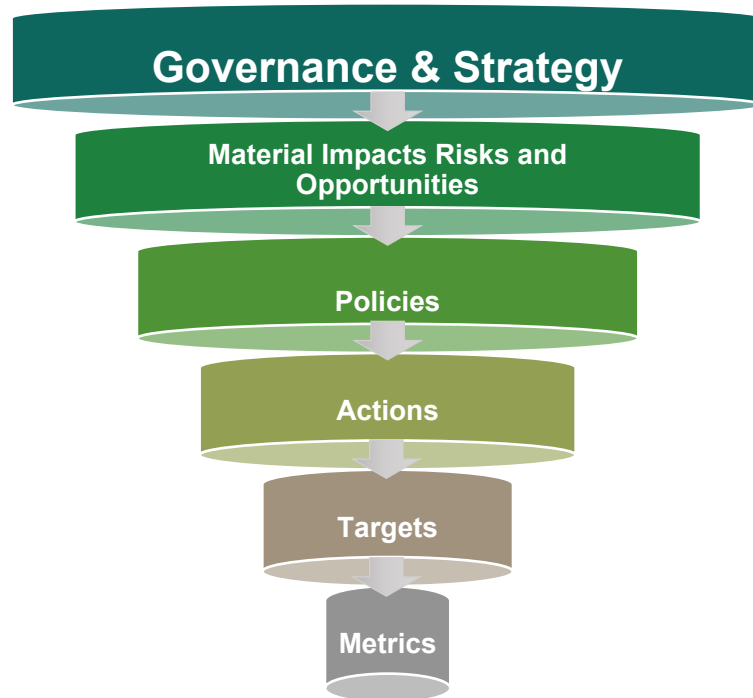 Governance & Strategy
Material Impacts Risks and
Opportunities
Policies
Actions
Targets
Metrics